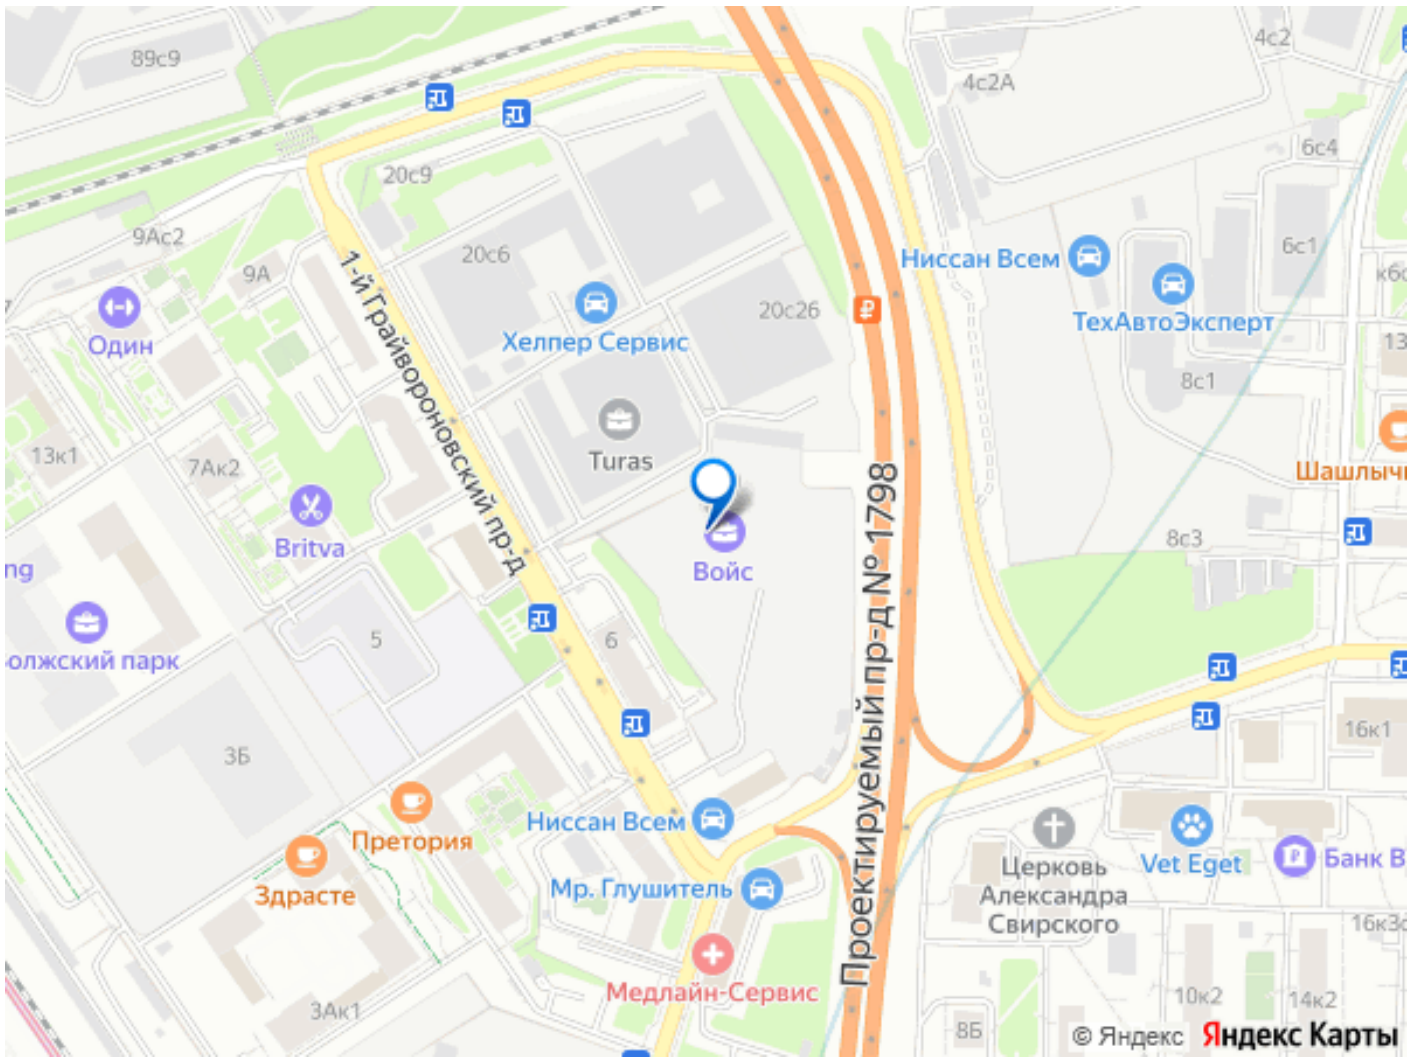 89с9
4с2
4с2А
6с4
20с9
9Ас2
9А
20с6
1-й Грайвороновский пр-д
Ниссан Всем
6с1
Один
Хелпер Сервис
20с26
₽
ТехАвтоЭксперт
8с1
13к1
7Ак2
Turas
Шашлычн
Britva
Войс
8с3
Проектируемый пр-д № 1798
ng
5
6
олжский парк
3Б
16к1
Ниссан Всем
Претория
Здрасте
Мр. Глушитель
Церковь
Александра
Свирского
Vet Eget
Банк В
16к3с
Медлайн-Сервис
3Ак1
10к2
14к2
8Б
© Яндекс Яндекс Карты